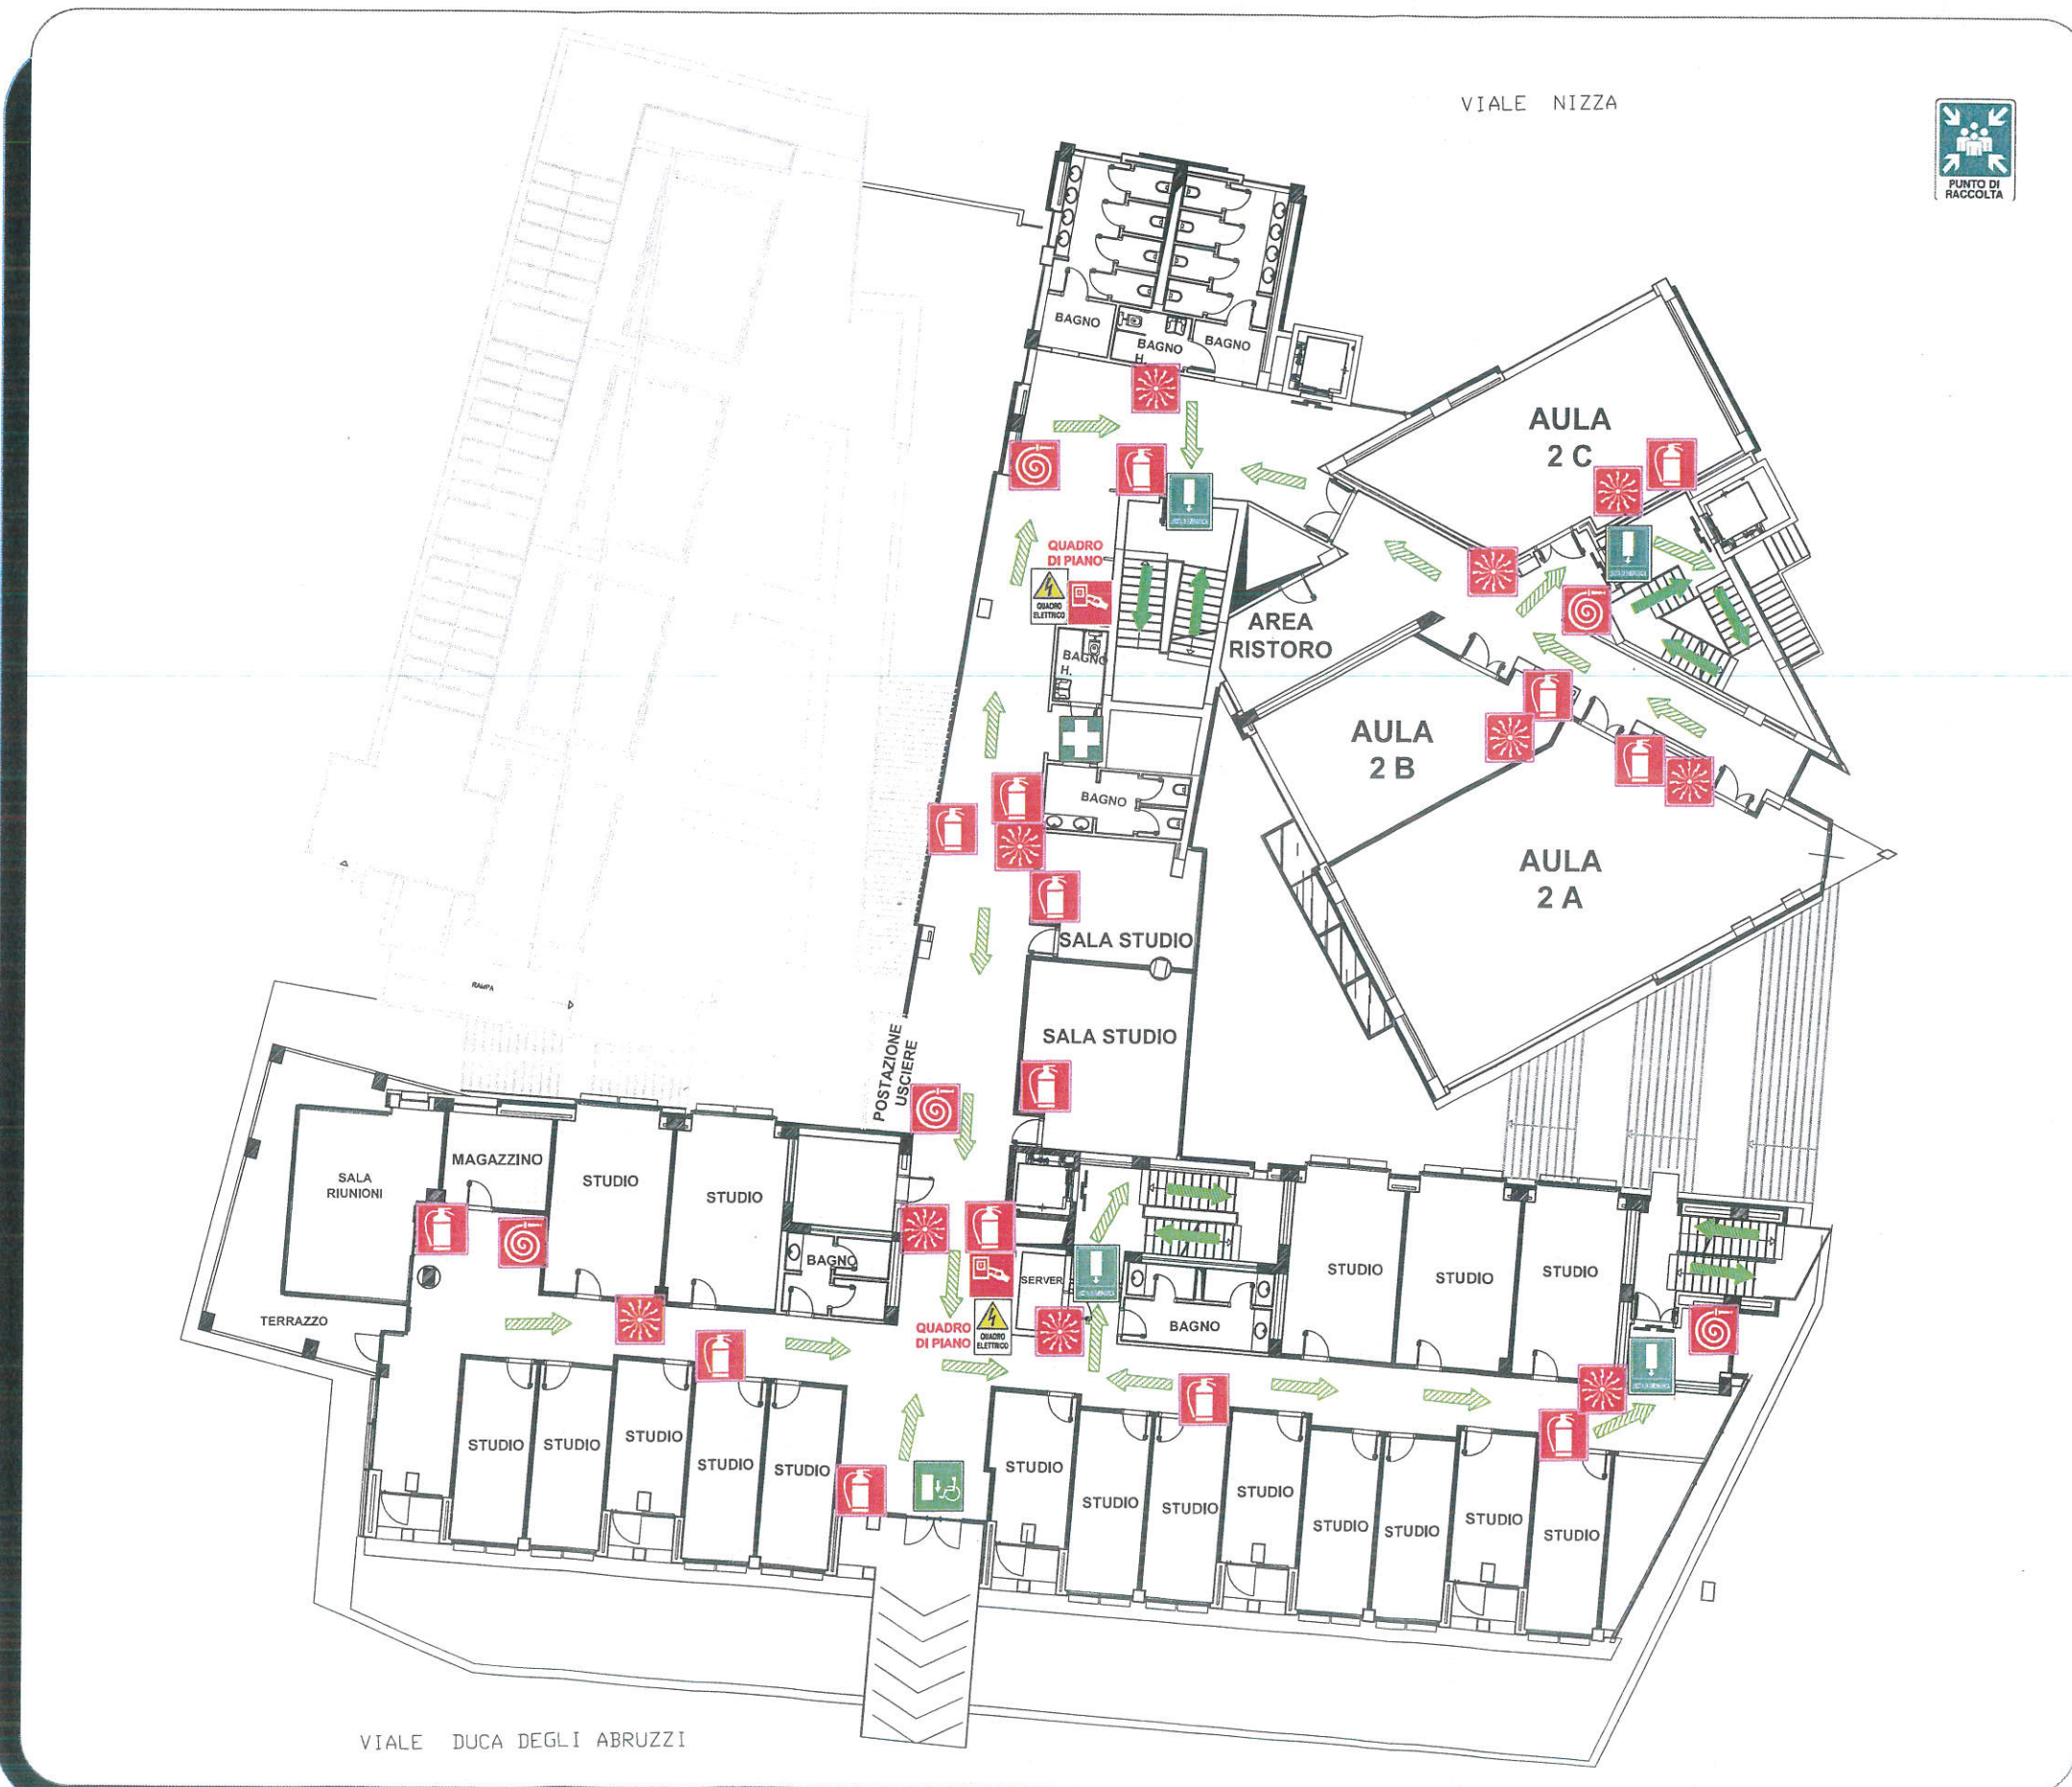 VIALE NIZZA
PUNTO DI
RACCOLTA
BAGNO
BAGNO
H.
BAGNO
AULA
2 C
QUADRO
DI PIANO
QUADRO
ELETTRICO
BAGNO
H.
AREA
RISTORO
AULA
2 B
BAGNO
AULA
2 A
SALA STUDIO
RAMPA
SALA STUDIO
POSTAZIONE
USCIERE
MAGAZZINO
SALA
RIUNIONI
STUDIO
STUDIO
BAGNO
SERVER
STUDIO
STUDIO
STUDIO
TERRAZZO
QUADRO
DI PIANO
QUADRO
ELETTRICO
BAGNO
STUDIO
STUDIO
STUDIO
STUDIO
STUDIO
STUDIO
STUDIO
STUDIO
STUDIO
STUDIO
STUDIO
STUDIO
STUDIO
VIALE DUCA DEGLI ABRUZZI